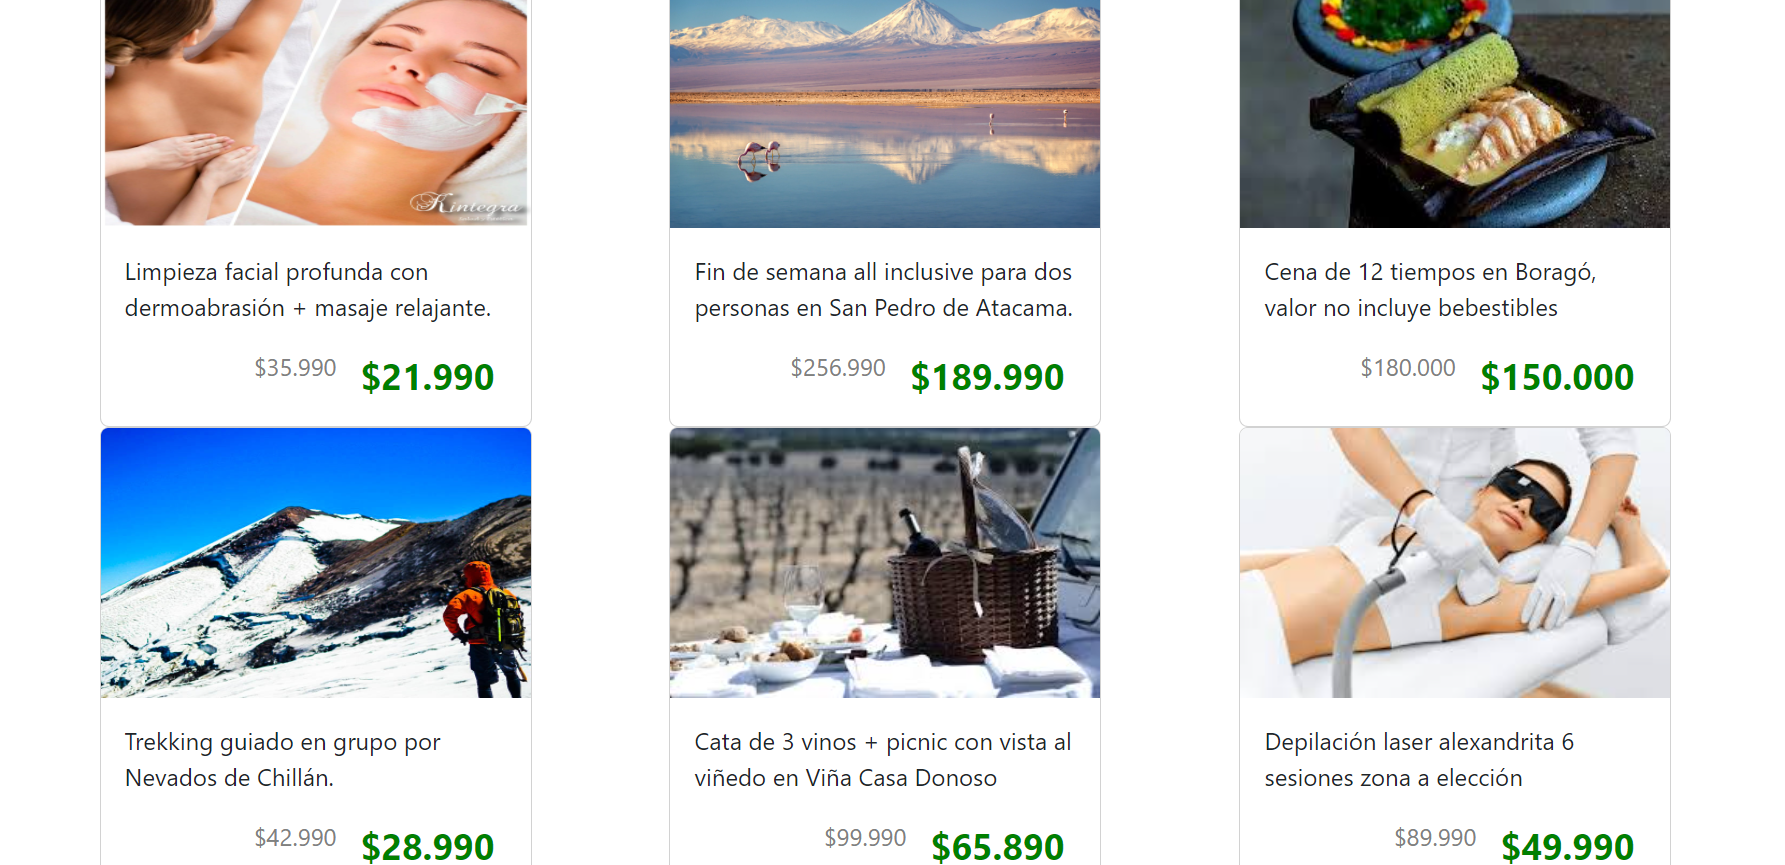 Kintegra
Limpieza facial profunda con
dermoabrasión + masaje relajante.
$35.990 $21.990
Fin de semana all inclusive para dos
personas en San Pedro de Atacama.
$256.990 $189.990
Cena de 12 tiempos en Boragó,
valor no incluye bebestibles
$180.000 $150.000
Trekking guiado en grupo por
Nevados de Chillán.
$42.990 $28.990
Cata de 3 vinos + picnic con vista al
viñedo en Viña Casa Donoso
$99.990 $65.890
Depilación laser alexandrita 6
sesiones zona a elección
$89.990 $49.990